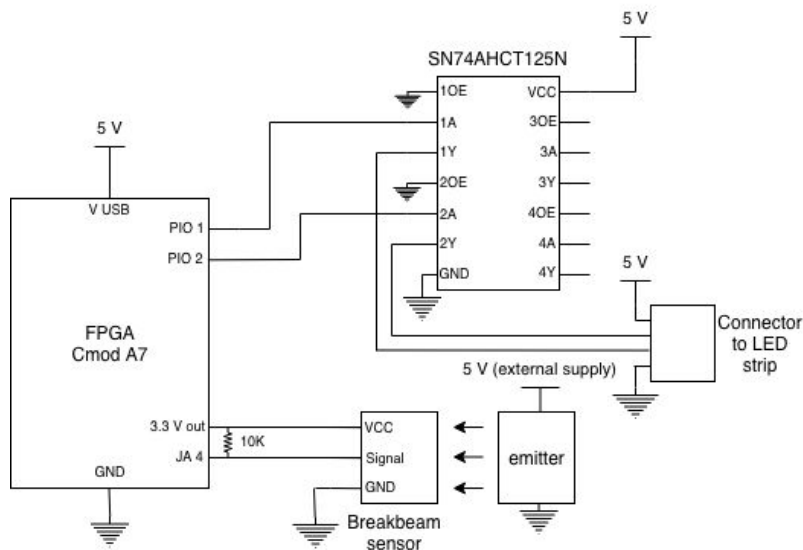 5 V
SN74AHCT125N
1OE
VCC
1A
3OE
1Y
3A
2OE
3Y
2A
4OE
2Y
4A
GND
4Y
5 V
V USB
PIO 1
PIO 2
FPGA
Cmod A7
3.3 V out
10K
JA 4
GND
VCC
Signal
GND
Breakbeam
sensor
5 V (external supply)
emitter
5 V
Connector
to LED
strip